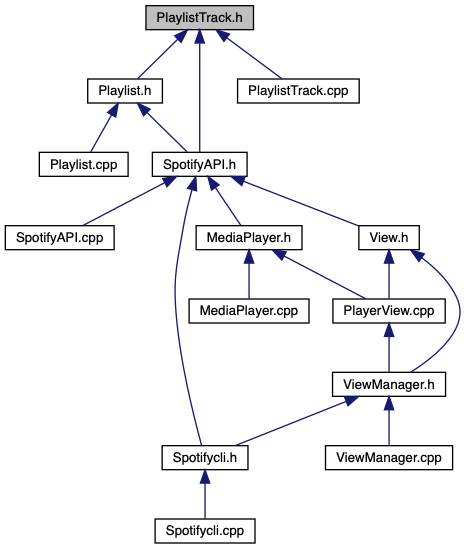 PlaylistTrack.h
Playlist.h
PlaylistTrack.cpp
Playlist.cpp
SpotifyAPI.h
SpotifyAPI.cpp
MediaPlayer.h
View.h
MediaPlayer.cpp
PlayerView.cpp
ViewManager.h
Spotifycli.h
ViewManager.cpp
Spotifycli.cpp